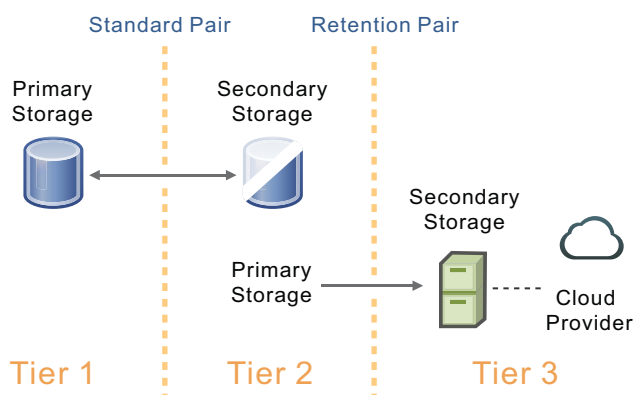 Standard Pair
Retention Pair
Primary
Storage
Secondary
Storage
Secondary
Storage
Primary
Storage
Cloud
Provider
Tier 1
Tier 2
Tier 3